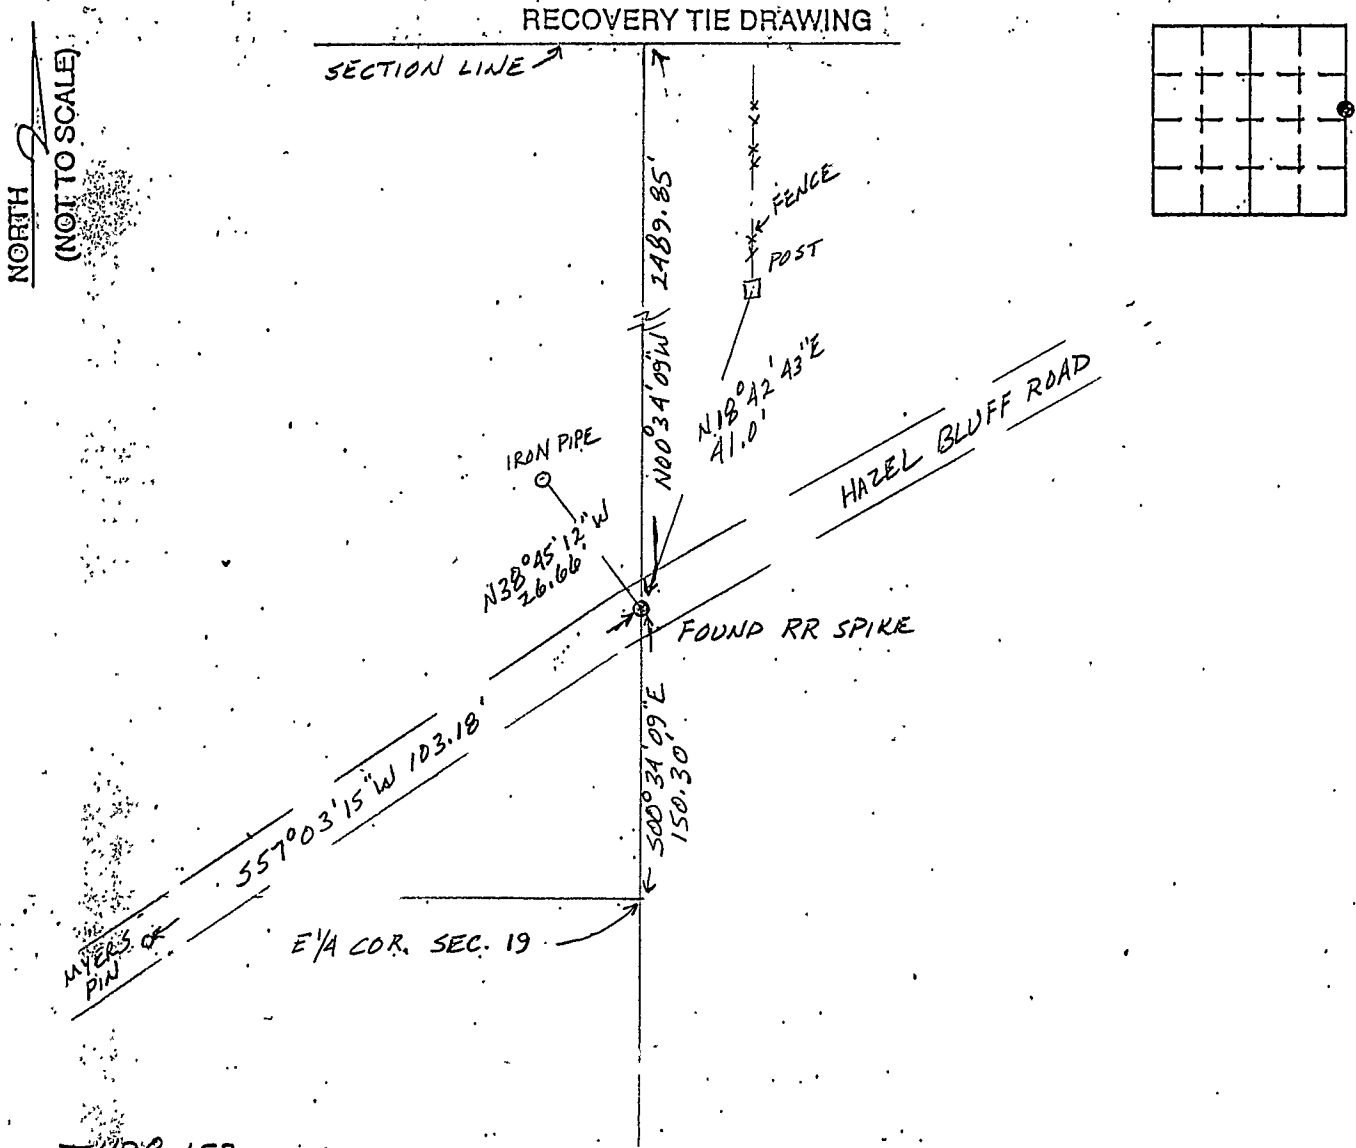 RECOVERY TIE DRAWING
NORTH
(NOT TO SCALE)
SECTION LINE
2489.85'
N00°34'09"W
FENCE
POST
N18°42'43"E
41.0'
HAZEL BLUFF ROAD
IRON PIPE
N38°45'12"W
26.66'
FOUND RR SPIKE
S00°34'09"E
150.30'
S57°03'15"W 103.18'
E1/4 COR. SEC. 19
MYERS
PIN